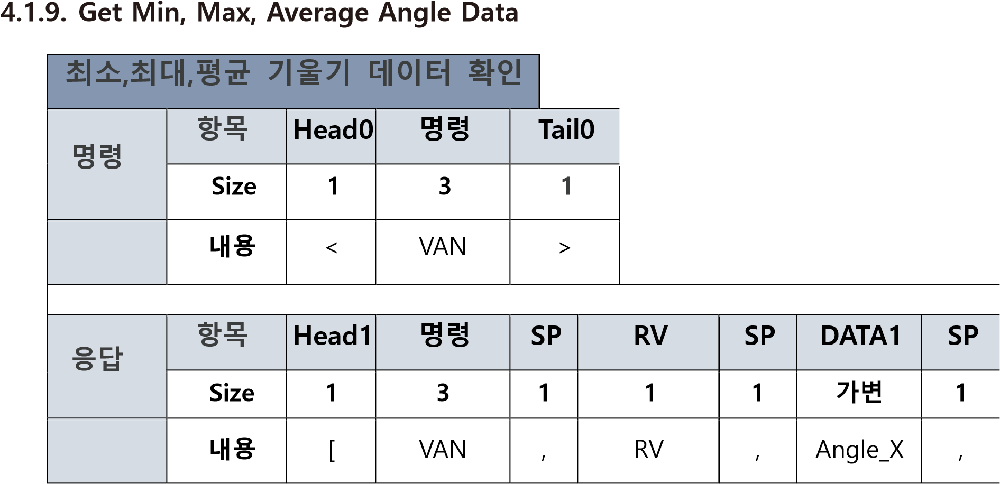 4.1.9. Get Min, Max, Average Angle Data
최소,최대,평균 기울기 데이터 확인
명령 항목 Head0 명령 Tail0
Size 1 3 1
내용 < VAN >
응답 항목 Head1 명령 SP RV SP DATA1 SP
Size 1 3 1 1 1 가변 1
내용 [ VAN , RV , Angle_X ,